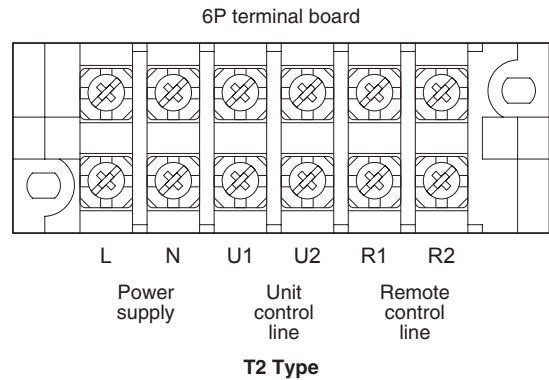 6P terminal board
L N U1 U2 R1 R2
Power supply
Unit control line
Remote control line
T2 Type